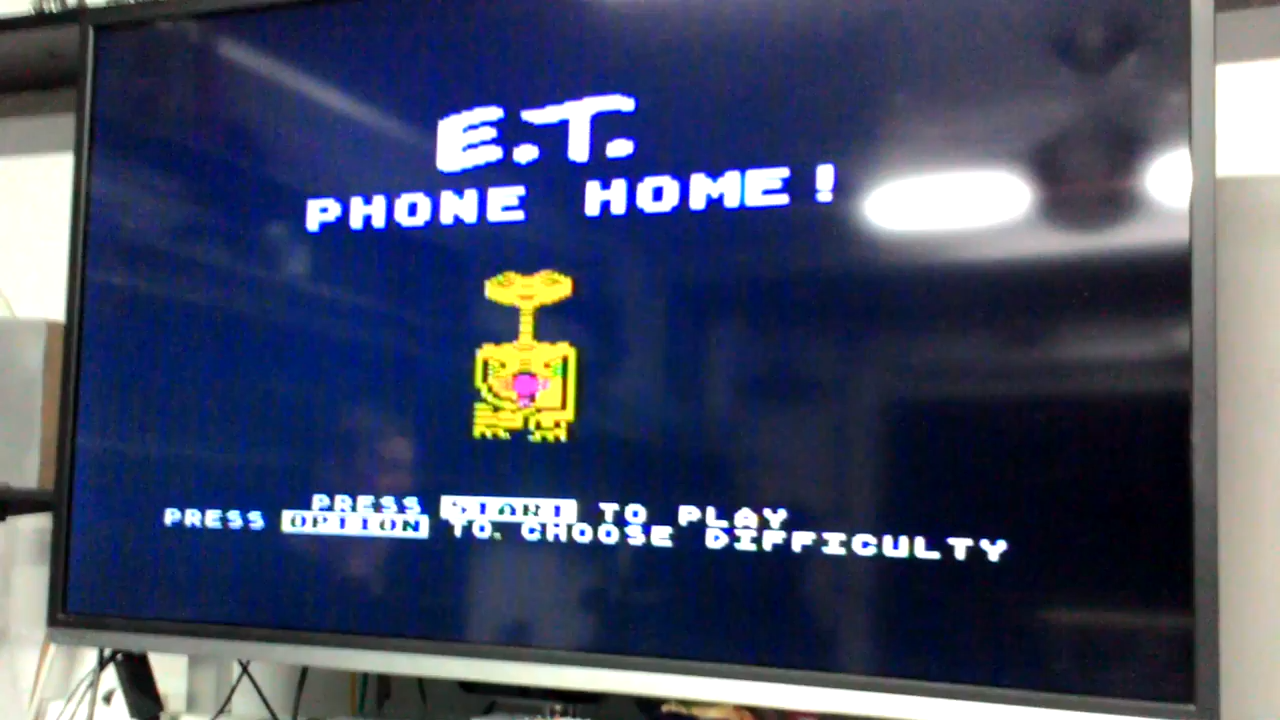 E.T.
PHONE HOME!
PRESS START TO PLAY
PRESS OPTION TO CHOOSE DIFFICULTY